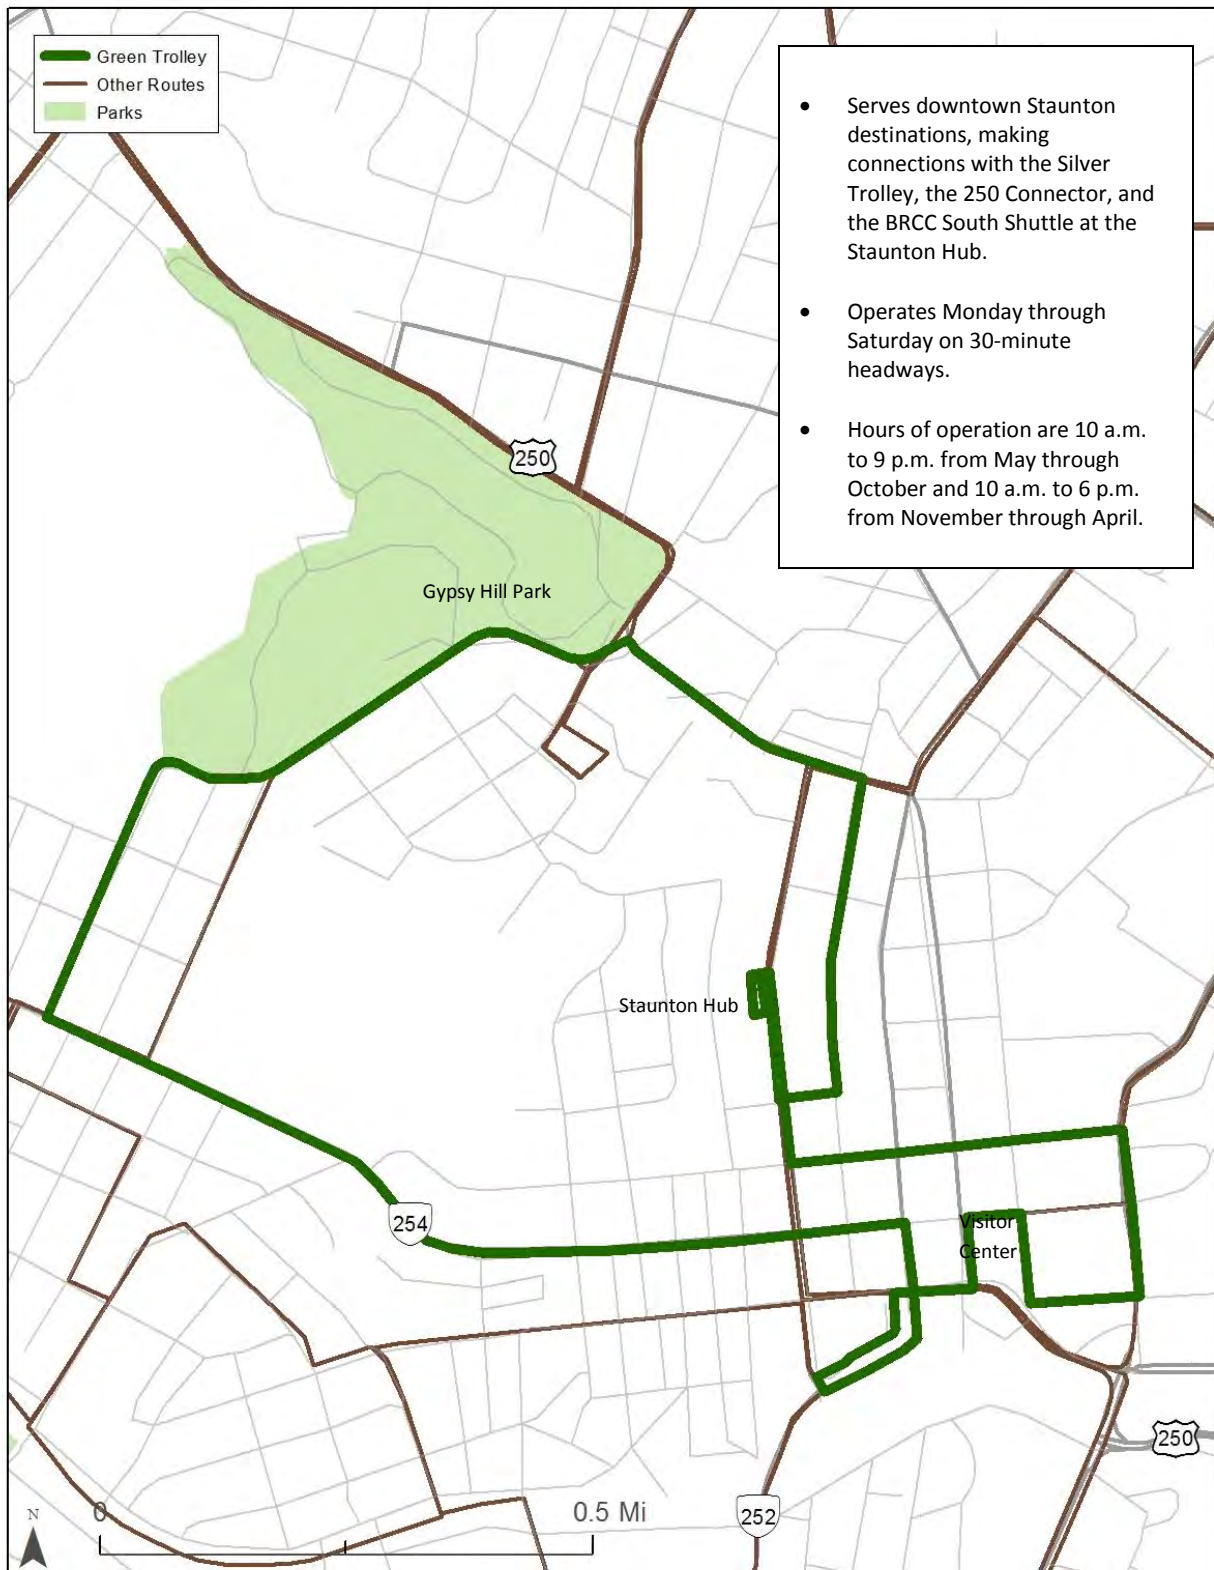 Green Trolley
Other Routes
Parks
• Serves downtown Staunton
destinations, making
connections with the Silver
Trolley, the 250 Connector, and
the BRCC South Shuttle at the
Staunton Hub.
• Operates Monday through
Saturday on 30-minute
headways.
• Hours of operation are 10 a.m.
to 9 p.m. from May through
October and 10 a.m. to 6 p.m.
from November through April.
250
Gypsy Hill Park
Staunton Hub
254
Visitor
Center
250
252
N
0 0.5 Mi